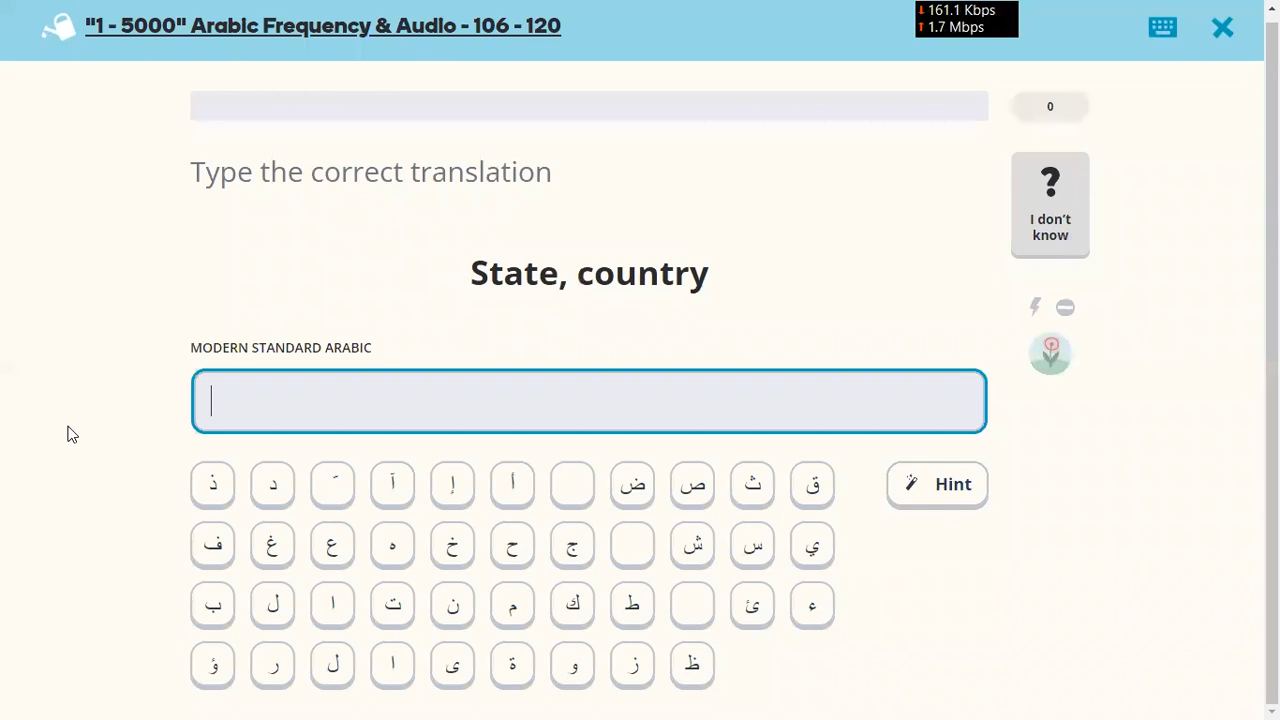 "1 - 5000" Arabic Frequency & Audio - 106 - 120
161.1 Kbps
1.7 Mbps
0
Type the correct translation
?
I don't
know
State, country
MODERN STANDARD ARABIC
ذ د َ آ إ أ ض ص ث ق
Hint
ف غ ع ه خ ح ج ش س ي
ب ل ا ت ن م ك ط ئ ء
ؤ ر ل ا ى ة و ز ظ